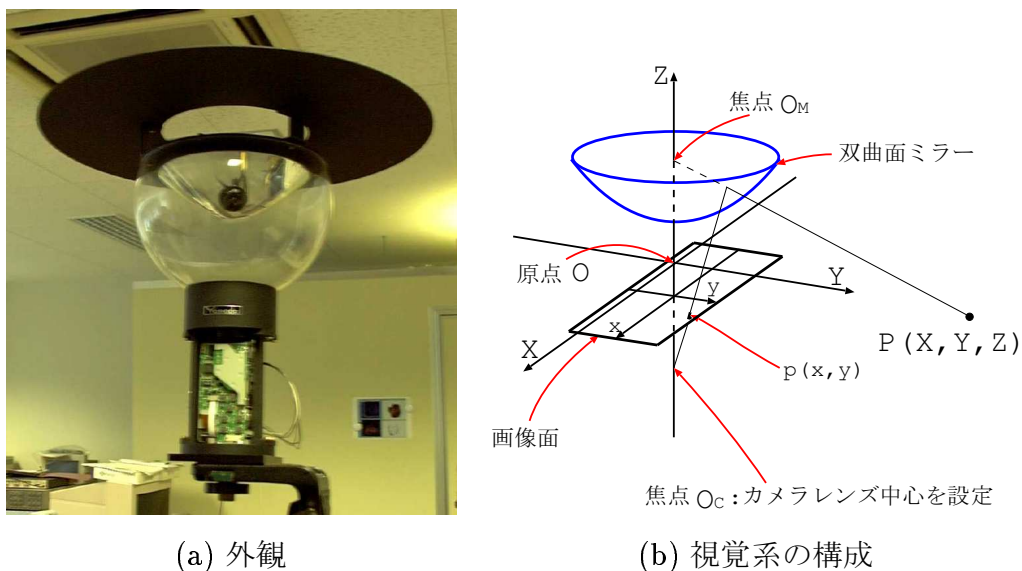 Z
焦点 OM
双曲面ミラー
原点 O
Y
y
x
X
P(X,Y,Z)
p(x,y)
画像面
焦点 OC:カメラレンズ中心を設定
(a) 外観
(b) 視覚系の構成